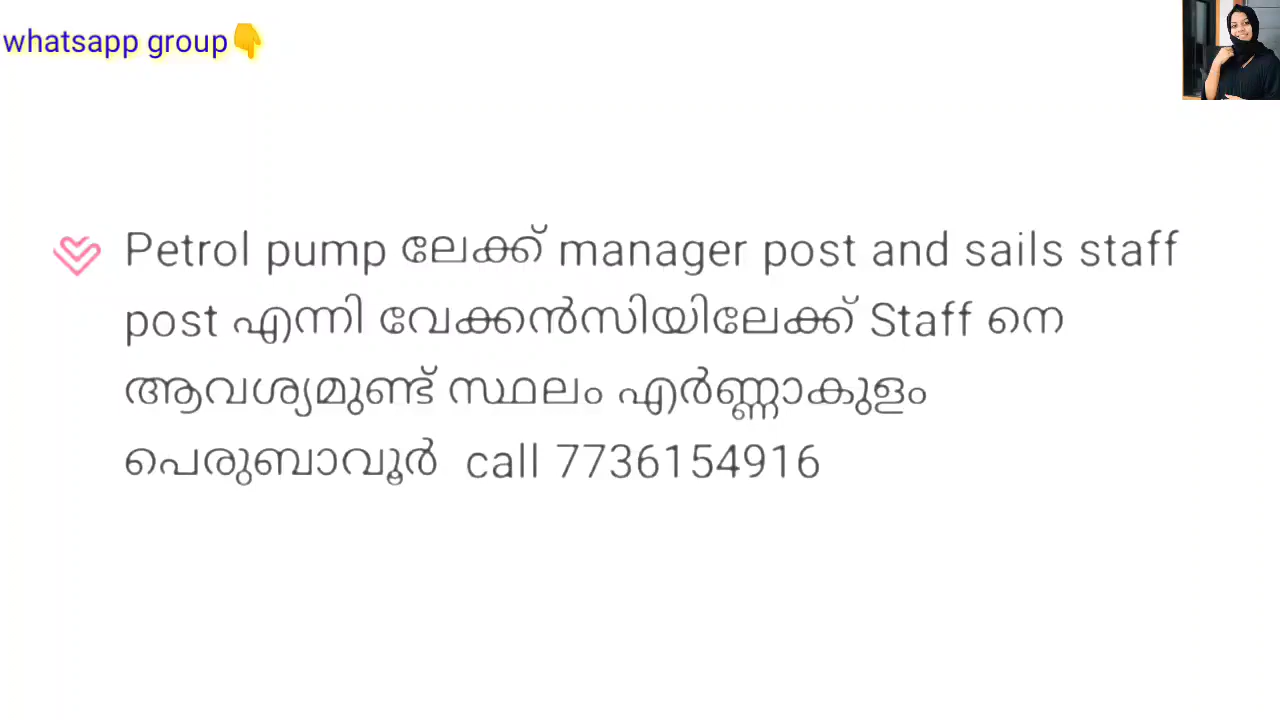 whatsapp group👇
Petrol pump ലേക്ക് manager post and sails staff
post എന്നി വേക്കൻസിയിലേക്ക് Staff നെ
ആവശ്യമുണ്ട് സ്ഥലം എർണ്ണാകുളം
പെരുബാവൂർ call 7736154916